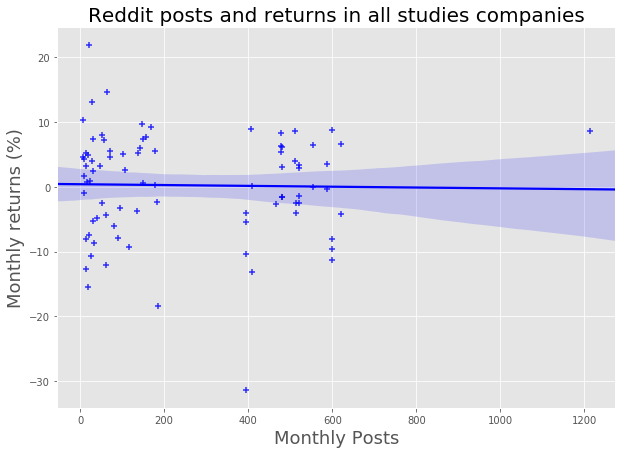 Reddit posts and returns in all studies companies
Monthly returns (%)
20
10
0
−10
−20
−30
0 200 400 600 800 1000 1200
Monthly Posts